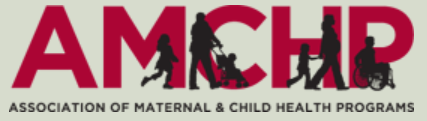 AMCHP
ASSOCIATION OF MATERNAL & CHILD HEALTH PROGRAMS